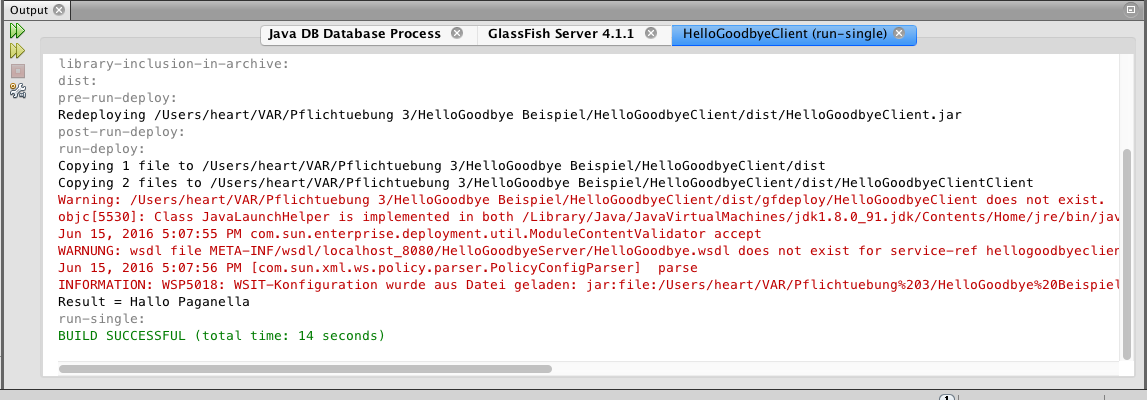 Output
Java DB Database Process
GlassFish Server 4.1.1
HelloGoodbyeClient (run-single)
library-inclusion-in-archive:
dist:
pre-run-deploy:
Redeploying /Users/heart/VAR/Pflichtuebung 3/HelloGoodbye Beispiel/HelloGoodbyeClient/dist/HelloGoodbyeClient.jar
post-run-deploy:
run-deploy:
Copying 1 file to /Users/heart/VAR/Pflichtuebung 3/HelloGoodbye Beispiel/HelloGoodbyeClient/dist
Copying 2 files to /Users/heart/VAR/Pflichtuebung 3/HelloGoodbye Beispiel/HelloGoodbyeClient/dist/HelloGoodbyeClientClient
Warning: /Users/heart/VAR/Pflichtuebung 3/HelloGoodbye Beispiel/HelloGoodbyeClient/dist/gfdeploy/HelloGoodbyeClient does not exist.
objc[5530]: Class JavaLaunchHelper is implemented in both /Library/Java/JavaVirtualMachines/jdk1.8.0_91.jdk/Contents/Home/jre/bin/jav
Jun 15, 2016 5:07:55 PM com.sun.enterprise.deployment.util.ModuleContentValidator accept
WARNUNG: wsdl file META-INF/wsdl/localhost_8080/HelloGoodbyeServer/HelloGoodbye.wsdl does not exist for service-ref hellogoodbyeclien
Jun 15, 2016 5:07:56 PM [com.sun.xml.ws.policy.parser.PolicyConfigParser]  parse
INFORMATION: WSP5018: WSIT-Konfiguration wurde aus Datei geladen: jar:file:/Users/heart/VAR/Pflichtuebung%203/HelloGoodbye%20Beispiel
Result = Hallo Paganella
run-single:
BUILD SUCCESSFUL (total time: 14 seconds)
1